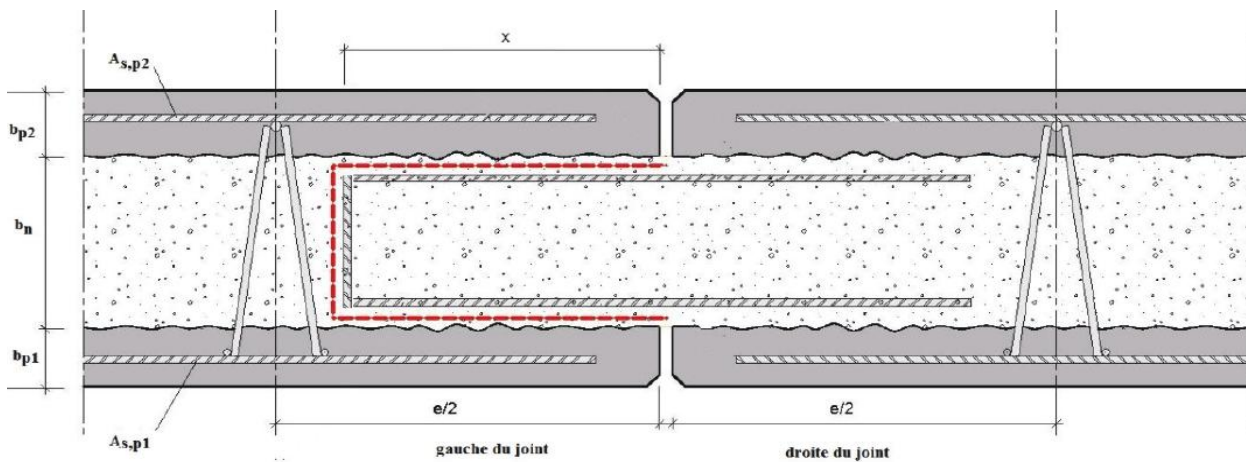 x
As,p2
bp2
bn
bp1
e/2
e/2
As,p1
gauche du joint
droite du joint